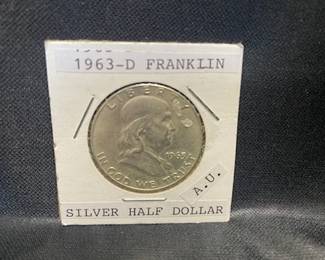 1963-D FRANKLIN
LIBERTY
1963
IN GOD WE TRUST
A.U.
SILVER HALF DOLLAR